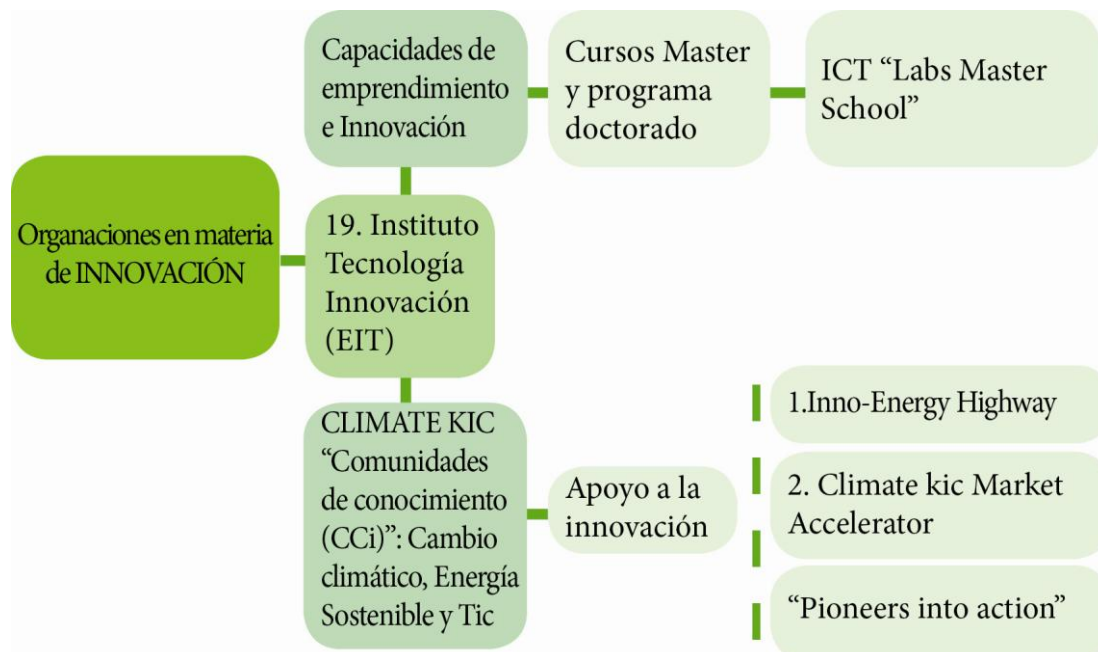 Capacidades de
emprendimiento
e Innovación
Cursos Master
y programa
doctorado
ICT “Labs Master
School”
Organaciones en materia
de INNOVACIÓN
19. Instituto
Tecnología
Innovación
(EIT)
CLIMATE KIC
“Comunidades
de conocimiento
(CCi)”: Cambio
climático, Energía
Sostenible y Tic
Apoyo a la
innovación
1.Inno-Energy Highway
2. Climate kic Market
Accelerator
“Pioneers into action”